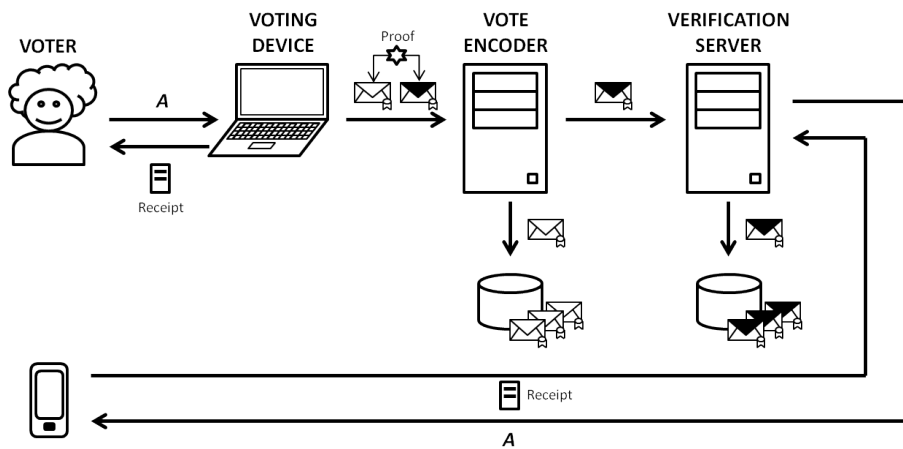 VOTER
VOTING
DEVICE
VOTE
ENCODER
VERIFICATION
SERVER
Proof
A
Receipt
Receipt
A